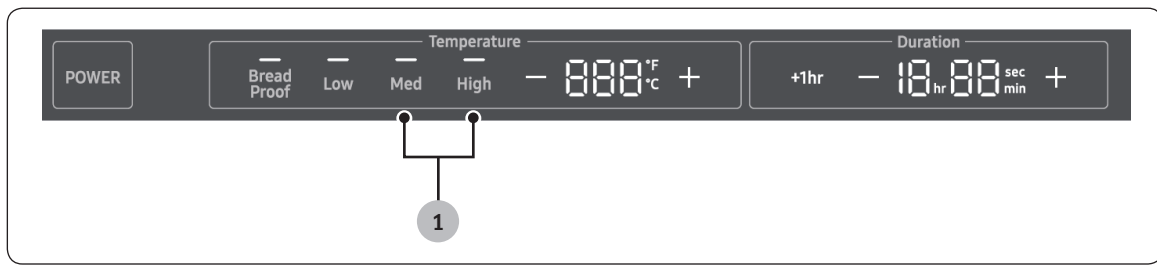 POWER
Temperature
Bread
Proof
Low
Med
High
− 888 °F
°C +
Duration
+1hr
− 18 hr 88 sec
min +
1